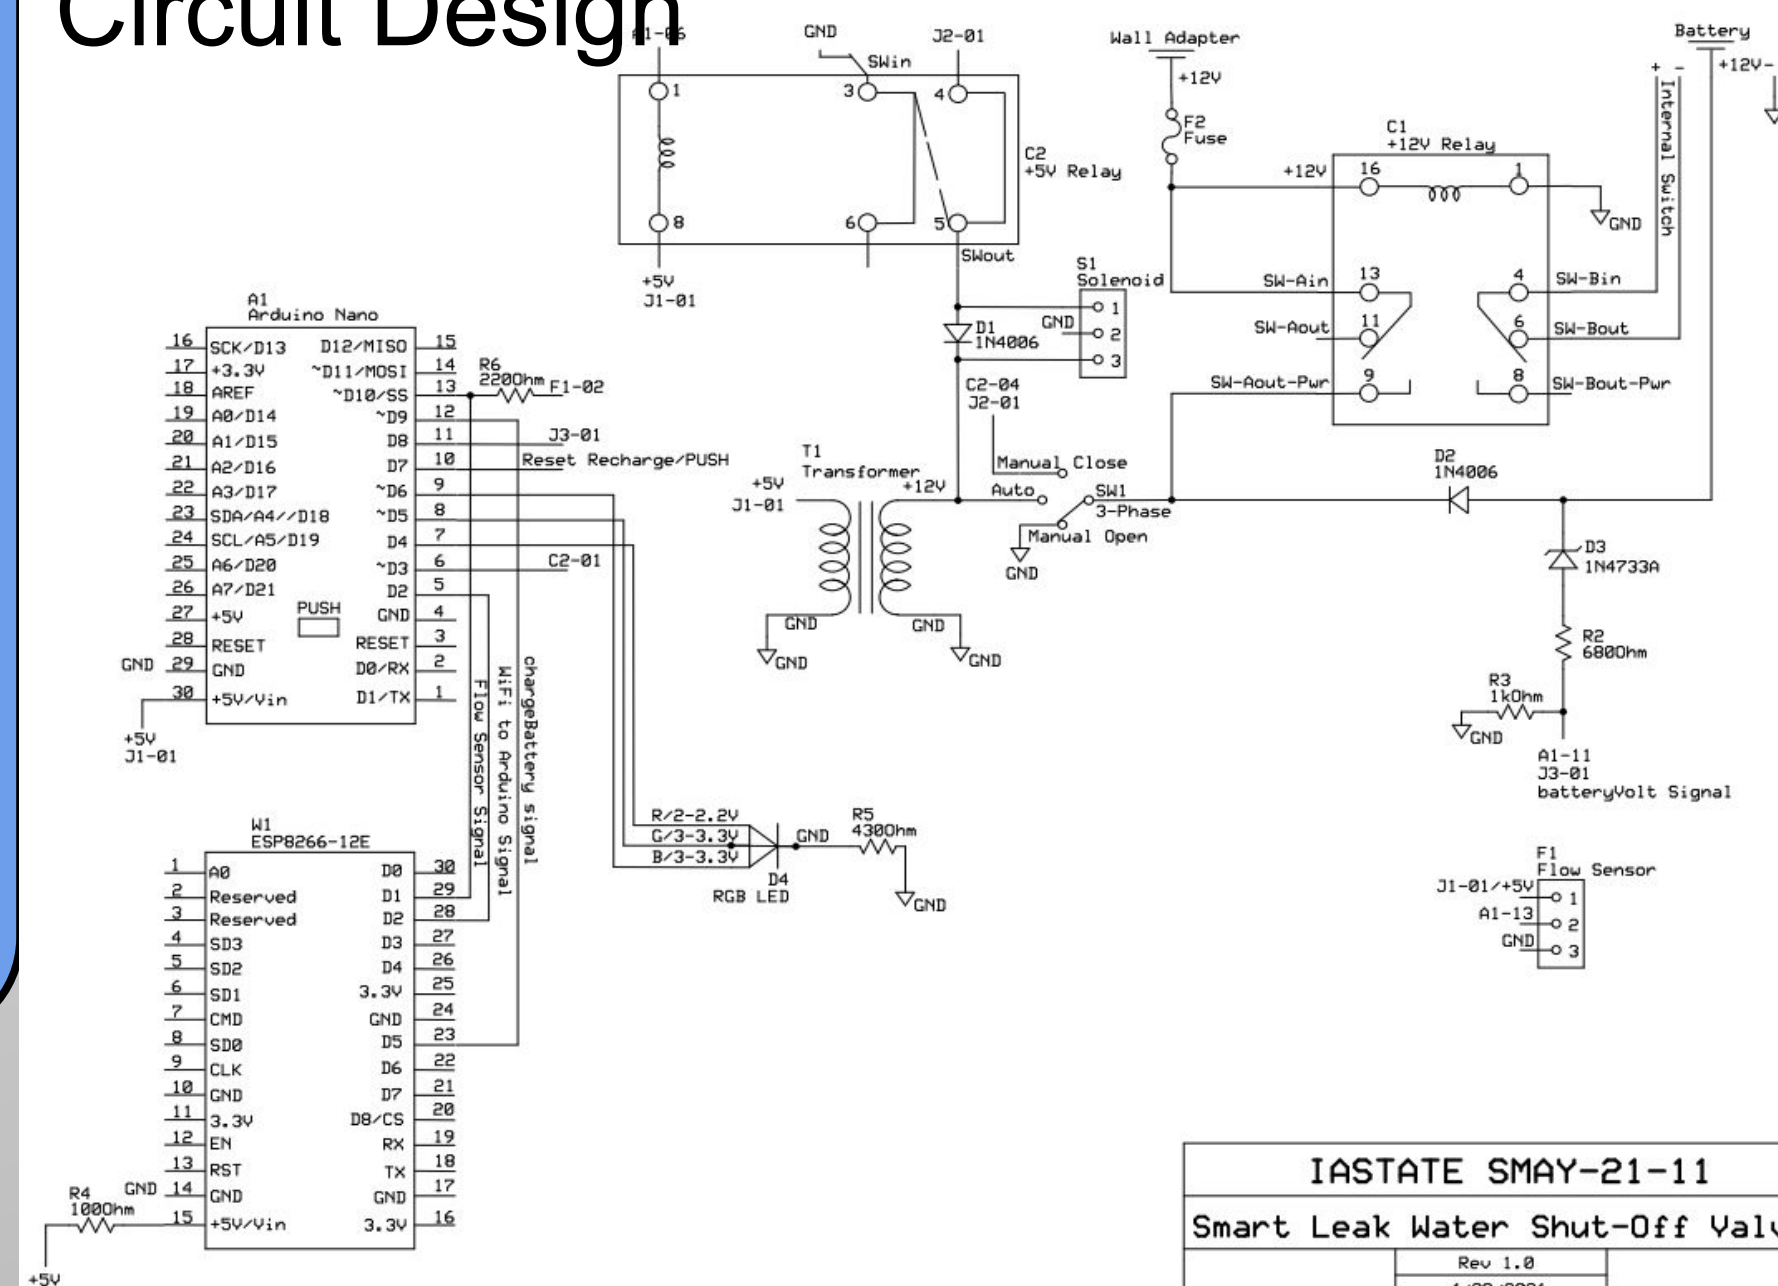 Circuit Design
A1-06
GND
SWin
J2-01
1
3
4
8
6
5
C2
+5V Relay
SWout
+5V
J1-01
Wall Adapter
+12V
F2
Fuse
C1
+12V Relay
+12V
16
1
GND
SW-Ain
13
4
SW-Bin
SW-Aout
11
6
SW-Bout
SW-Aout-Pwr
9
8
SW-Bout-Pwr
Battery
+ -
+12V-
Internal Switch
S1
Solenoid
1
GND
2
3
D1
1N4006
C2-04
J2-01
Manual Close
Auto
SW1
3-Phase
Manual Open
GND
T1
Transformer
+5V
J1-01
+12V
GND
GND
GND
GND
D2
1N4006
D3
1N4733A
R2
680Ohm
R3
1kOhm
GND
A1-11
J3-01
batteryVolt Signal
A1
Arduino Nano
16 SCK/D13 D12/MISO 15
17 +3.3V ~D11/MOSI 14
18 AREF ~D10/SS 13
19 A0/D14 ~D9 12
20 A1/D15 D8 11
21 A2/D16 D7 10
22 A3/D17 ~D6 9
23 SDA/A4//D18 ~D5 8
24 SCL/A5/D19 D4 7
25 A6/D20 ~D3 6
26 A7/D21 D2 5
27 +5V PUSH GND 4
28 RESET RESET 3
GND 29 GND D0/RX 2
30 +5V/Vin D1/TX 1
+5V
J1-01
R6
220Ohm
F1-02
J3-01
Reset Recharge/PUSH
C2-01
Flow Sensor Signal
WiFi to Arduino Signal
chargeBattery signal
W1
ESP8266-12E
1 A0 D0 30
2 Reserved D1 29
3 Reserved D2 28
4 SD3 D3 27
5 SD2 D4 26
6 SD1 3.3V 25
7 CMD GND 24
8 SD0 D5 23
9 CLK D6 22
10 GND D7 21
11 3.3V D8/CS 20
12 EN RX 19
13 RST TX 18
GND 14 GND GND 17
15 +5V/Vin 3.3V 16
R4
100Ohm
+5V
R/2-2.2V
G/3-3.3V
B/3-3.3V
GND
D4
RGB LED
R5
430Ohm
GND
F1
Flow Sensor
J1-01/+5V
1
A1-13
2
GND
3
IASTATE SMAY-21-11
Smart Leak Water Shut-Off Valv
Rev 1.0